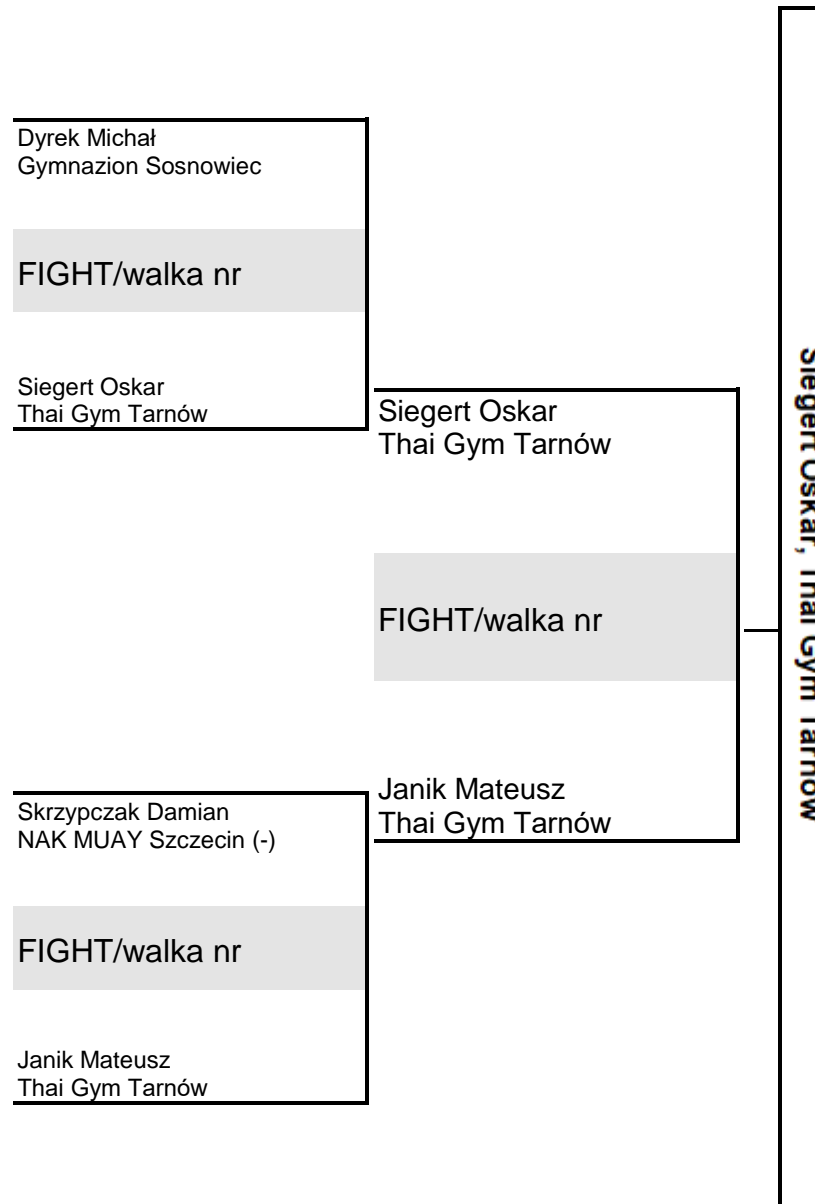 Dyrek Michał
Gymnazion Sosnowiec
FIGHT/walka nr
Siegert Oskar
Thai Gym Tarnów
Siegert Oskar
Thai Gym Tarnów
FIGHT/walka nr
Janik Mateusz
Thai Gym Tarnów
Skrzypczak Damian
NAK MUAY Szczecin (-)
FIGHT/walka nr
Janik Mateusz
Thai Gym Tarnów
Siegert Oskar, Thai Gym Tarnów